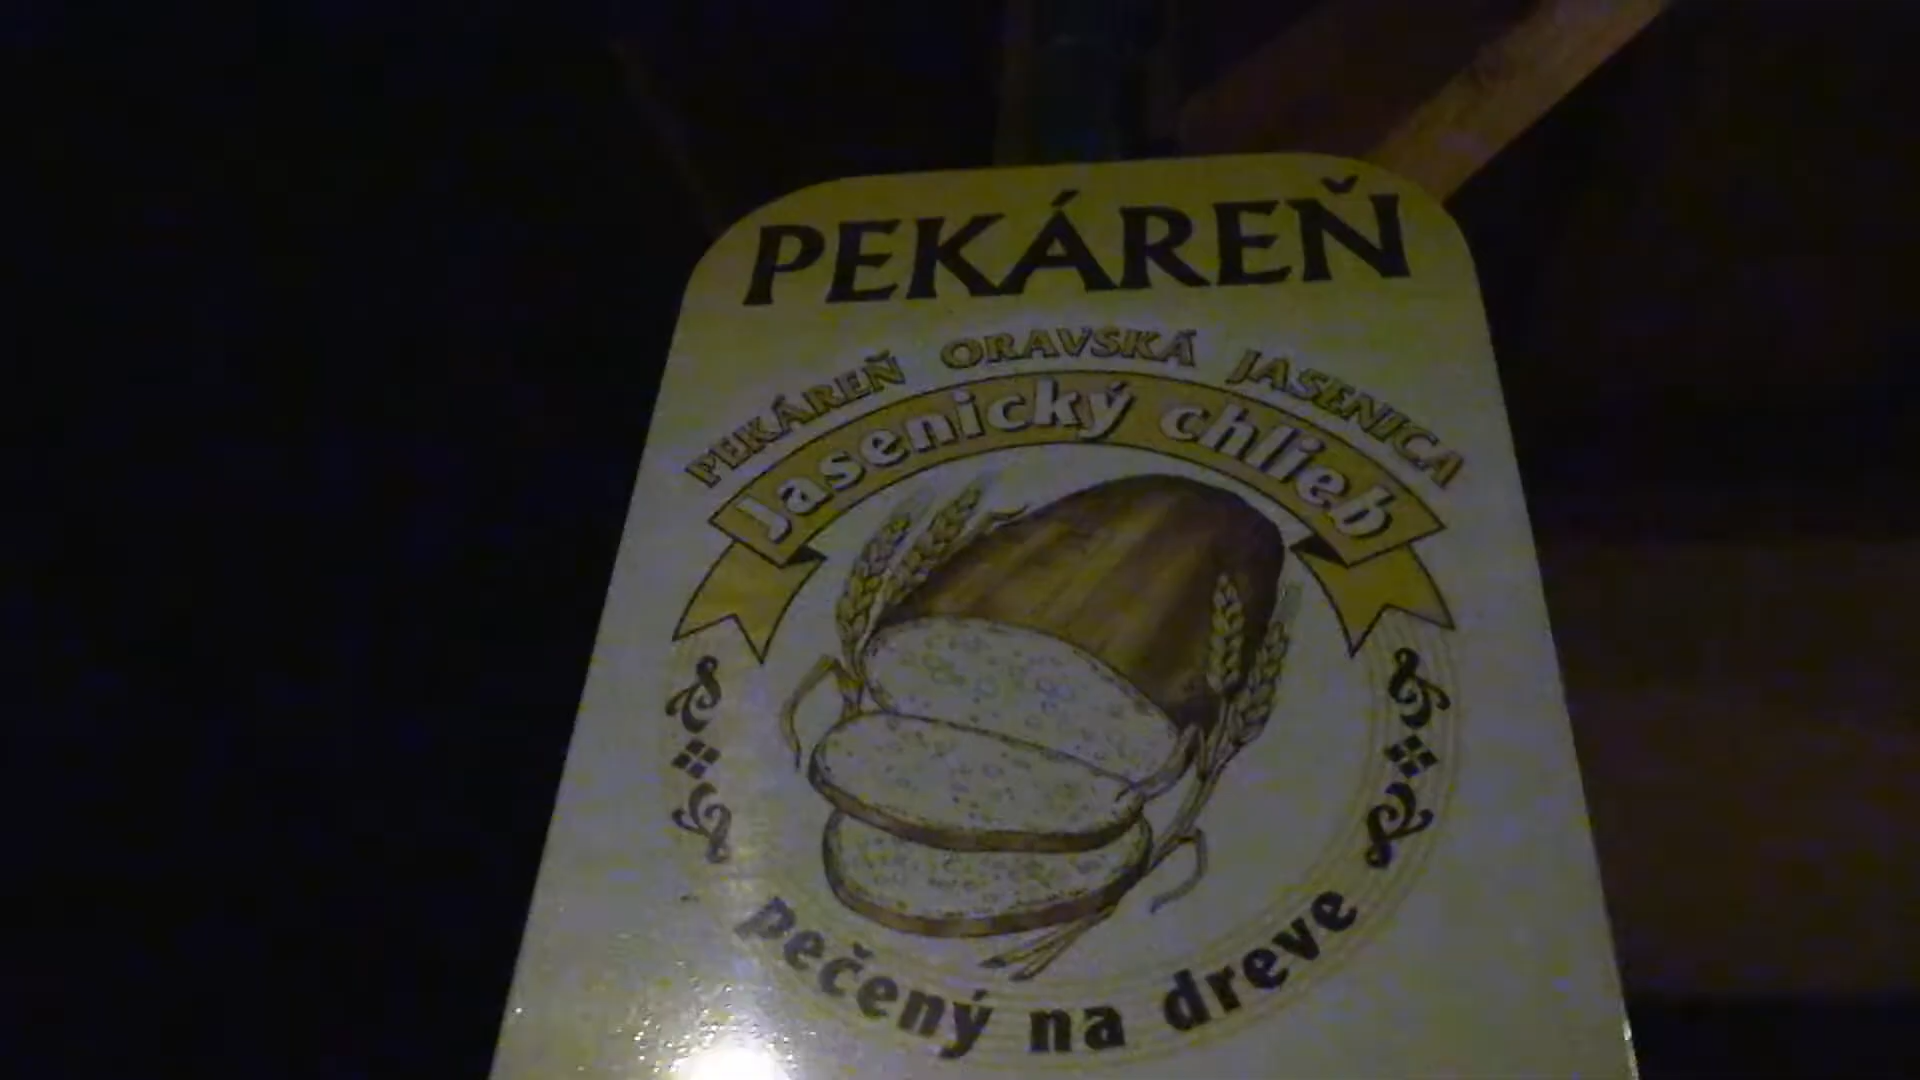 PEKÁREŇ
PEKÁREŇ ORAVSKÁ JASENICA
Jasenický chlieb
pečený na dreve